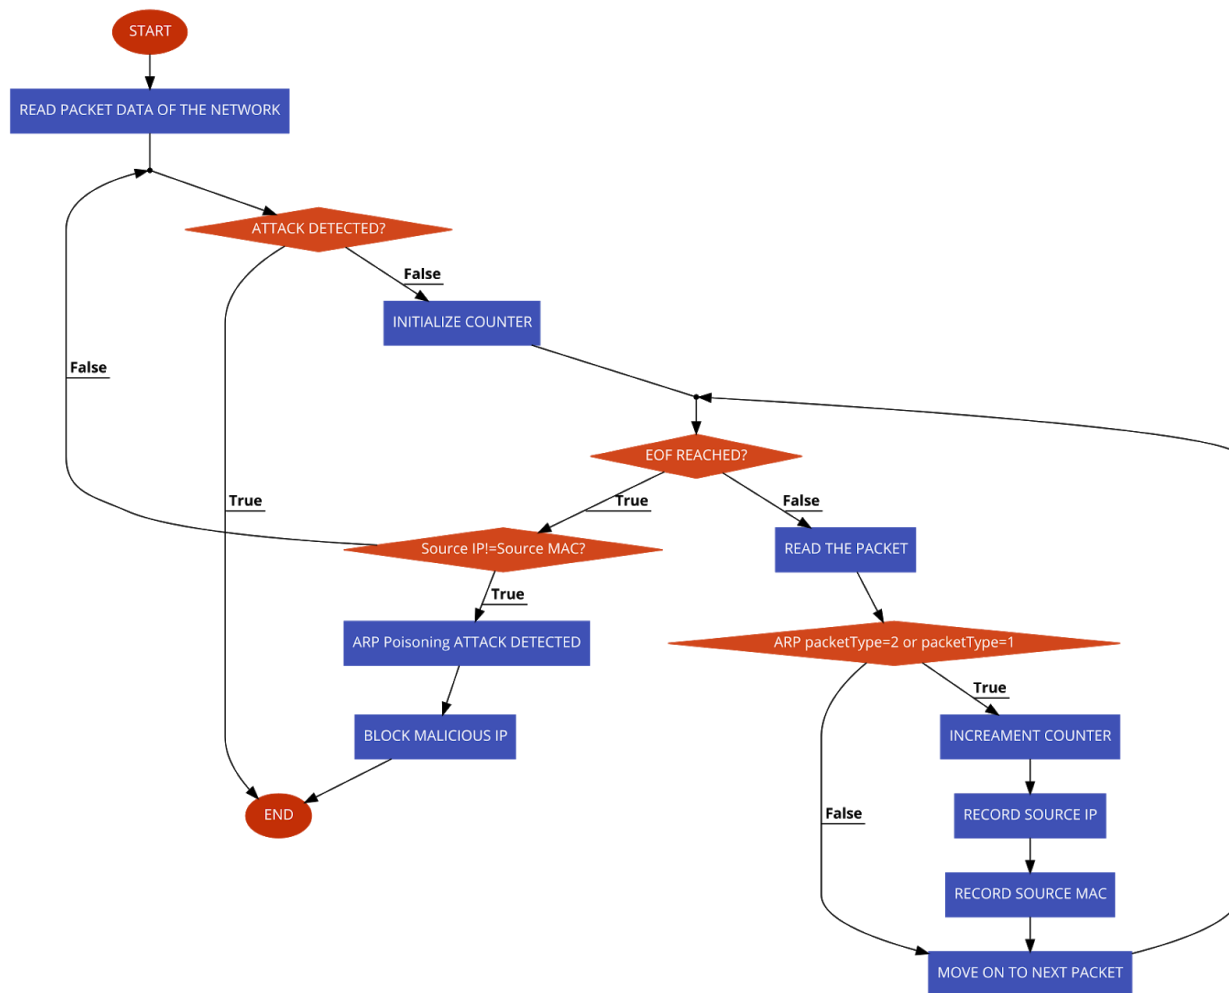 START
READ PACKET DATA OF THE NETWORK
ATTACK DETECTED?
False
INITIALIZE COUNTER
False
EOF REACHED?
True
True
False
Source IP!=Source MAC?
READ THE PACKET
True
ARP Poisoning ATTACK DETECTED
ARP packetType=2 or packetType=1
True
BLOCK MALICIOUS IP
INCREAMENT COUNTER
END
False
RECORD SOURCE IP
RECORD SOURCE MAC
MOVE ON TO NEXT PACKET